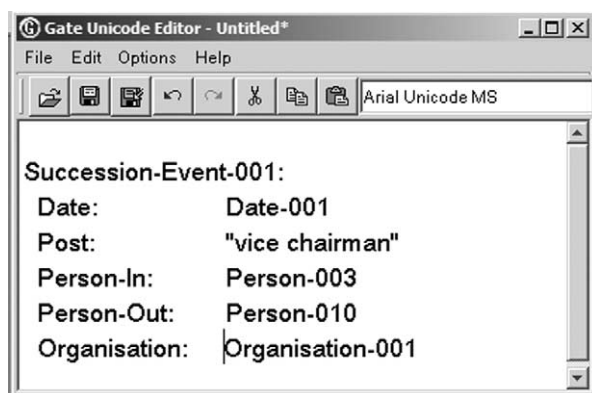 Gate Unicode Editor - Untitled*
File Edit Options Help
Arial Unicode MS
Succession-Event-001:
Date: Date-001
Post: "vice chairman"
Person-In: Person-003
Person-Out: Person-010
Organisation: Organisation-001